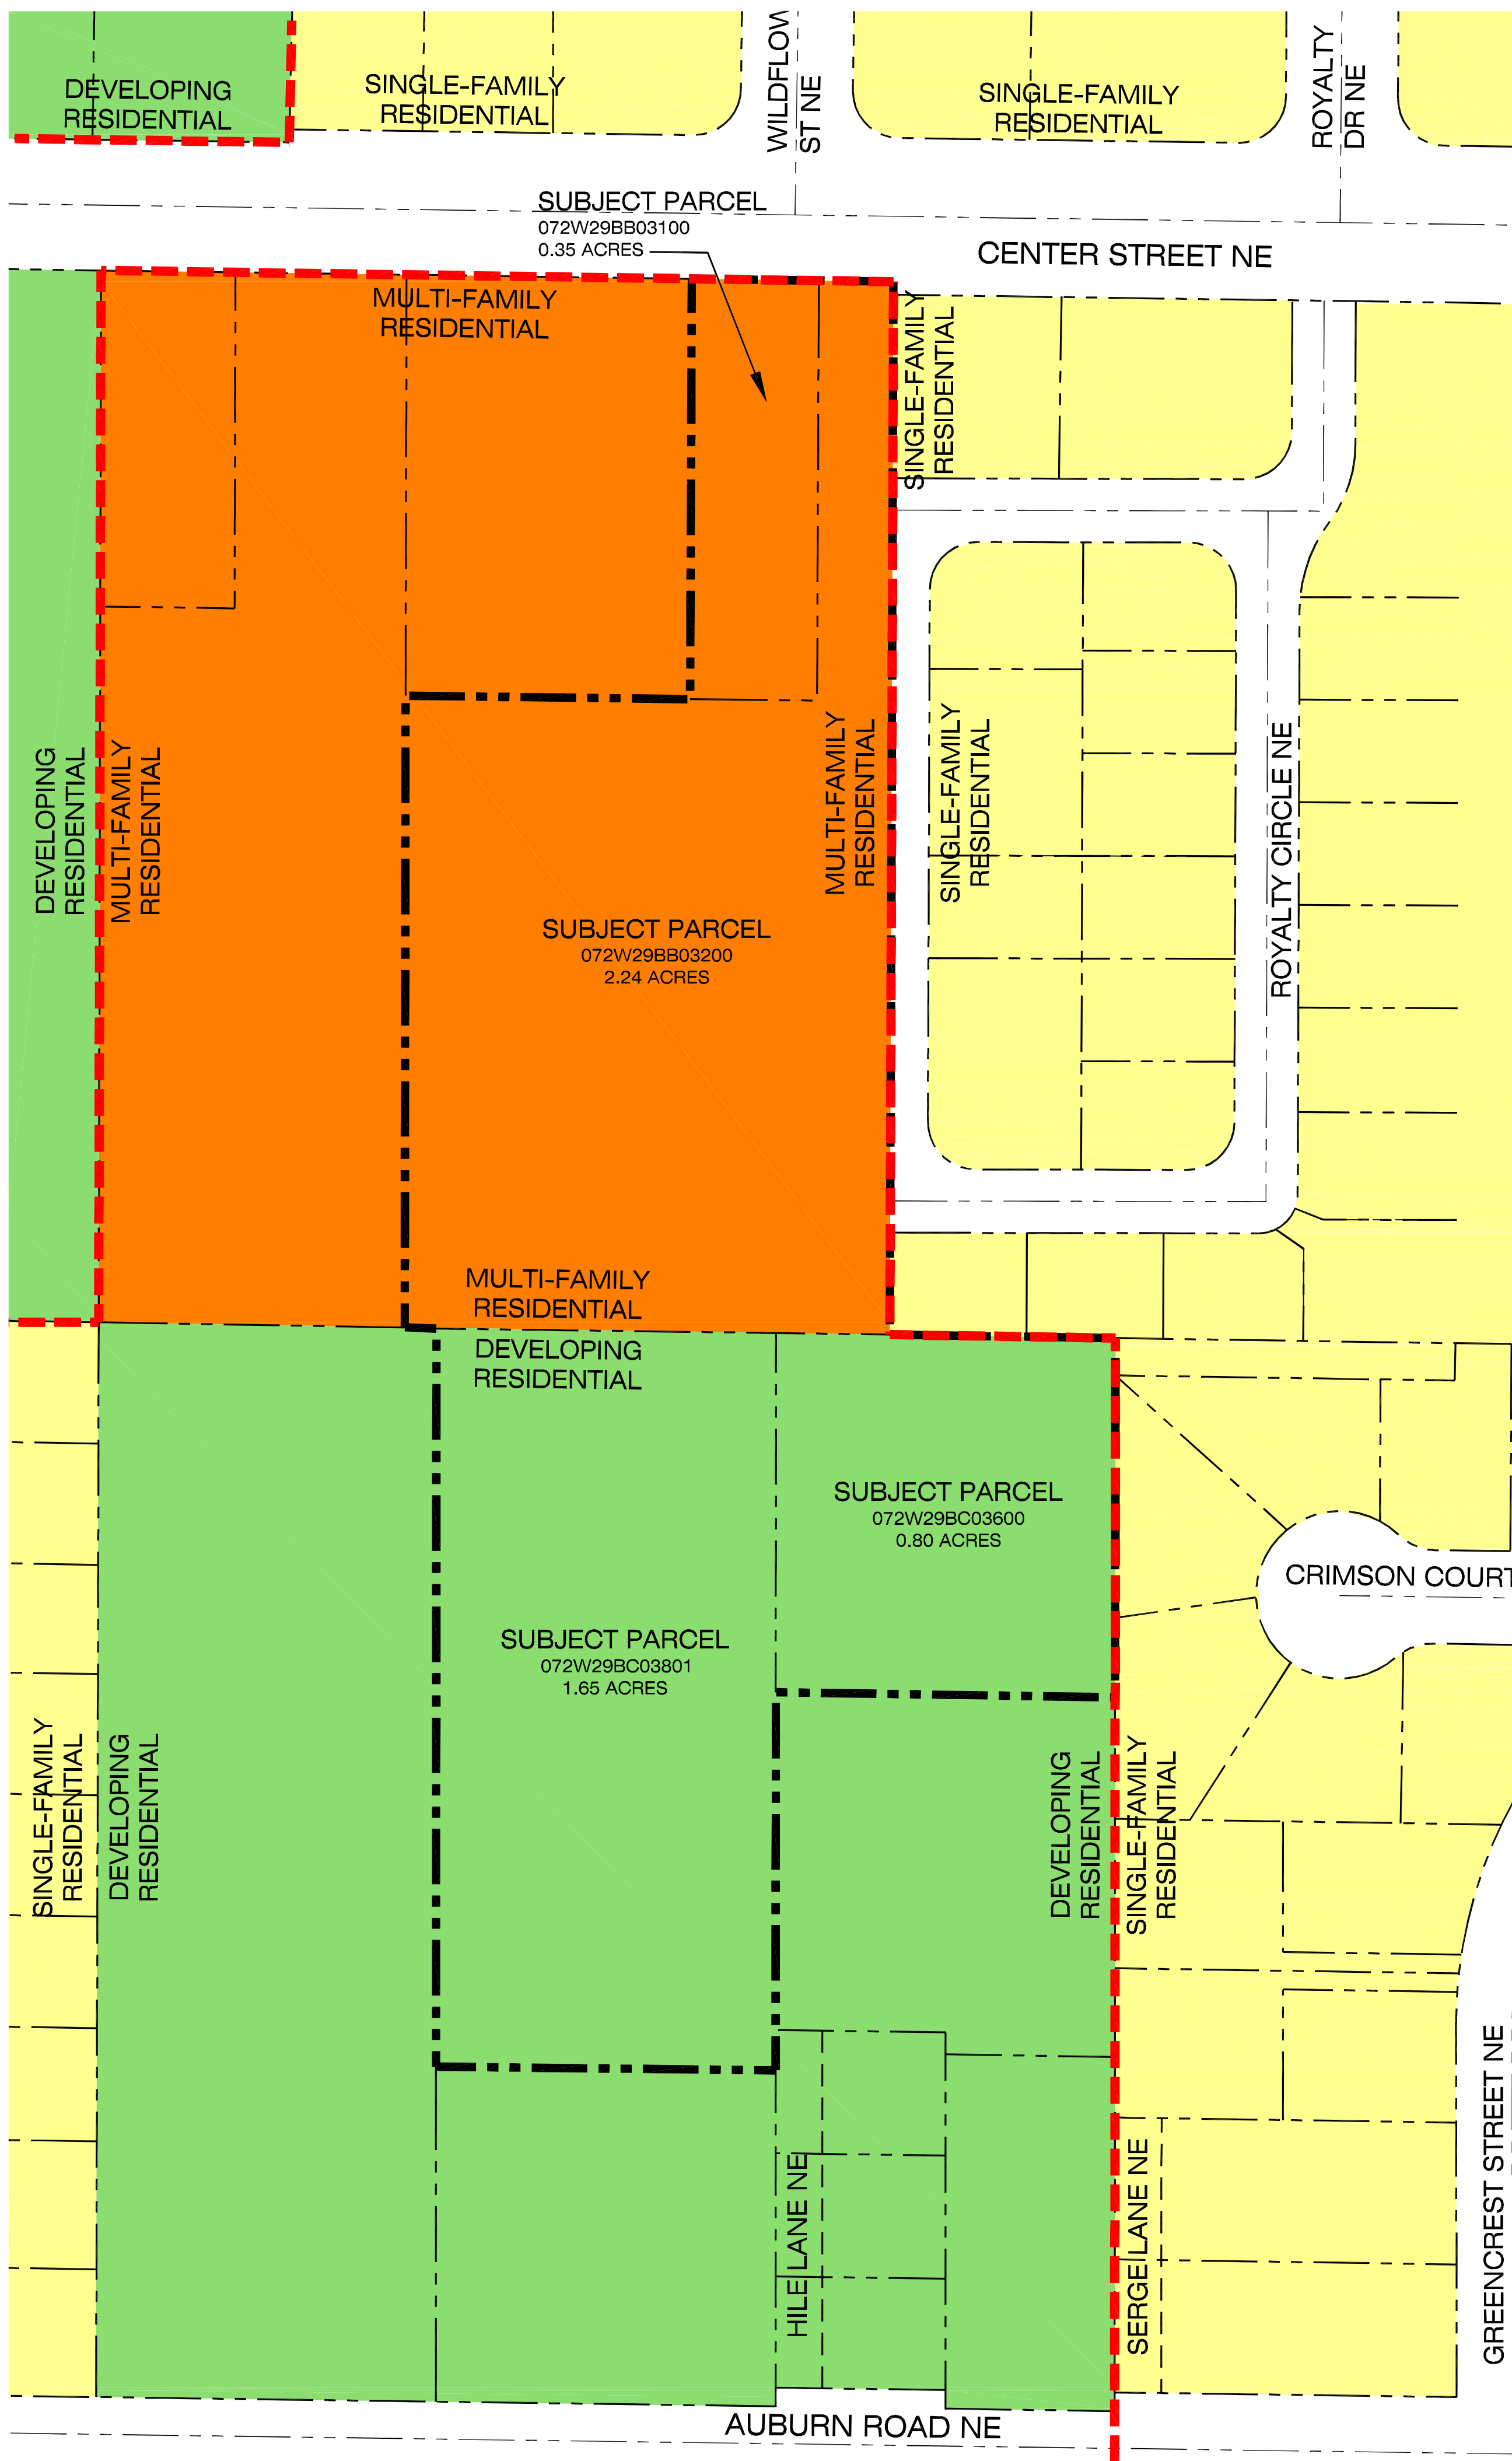 DEVELOPING
RESIDENTIAL
SINGLE-FAMILY
RESIDENTIAL
WILDFLOW
ST NE
SINGLE-FAMILY
RESIDENTIAL
ROYALTY
DR NE
SUBJECT PARCEL
072W29BB03100
0.35 ACRES
CENTER STREET NE
MULTI-FAMILY
RESIDENTIAL
SINGLE-FAMILY
RESIDENTIAL
DEVELOPING
RESIDENTIAL
MULTI-FAMILY
RESIDENTIAL
MULTI-FAMILY
RESIDENTIAL
SINGLE-FAMILY
RESIDENTIAL
ROYALTY CIRCLE NE
SUBJECT PARCEL
072W29BB03200
2.24 ACRES
MULTI-FAMILY
RESIDENTIAL
DEVELOPING
RESIDENTIAL
SUBJECT PARCEL
072W29BC03600
0.80 ACRES
CRIMSON COURT
SUBJECT PARCEL
072W29BC03801
1.65 ACRES
SINGLE-FAMILY
RESIDENTIAL
DEVELOPING
RESIDENTIAL
DEVELOPING
RESIDENTIAL
SINGLE-FAMILY
RESIDENTIAL
HILE LANE NE
SERGE LANE NE
GREENCREST STREET NE
AUBURN ROAD NE